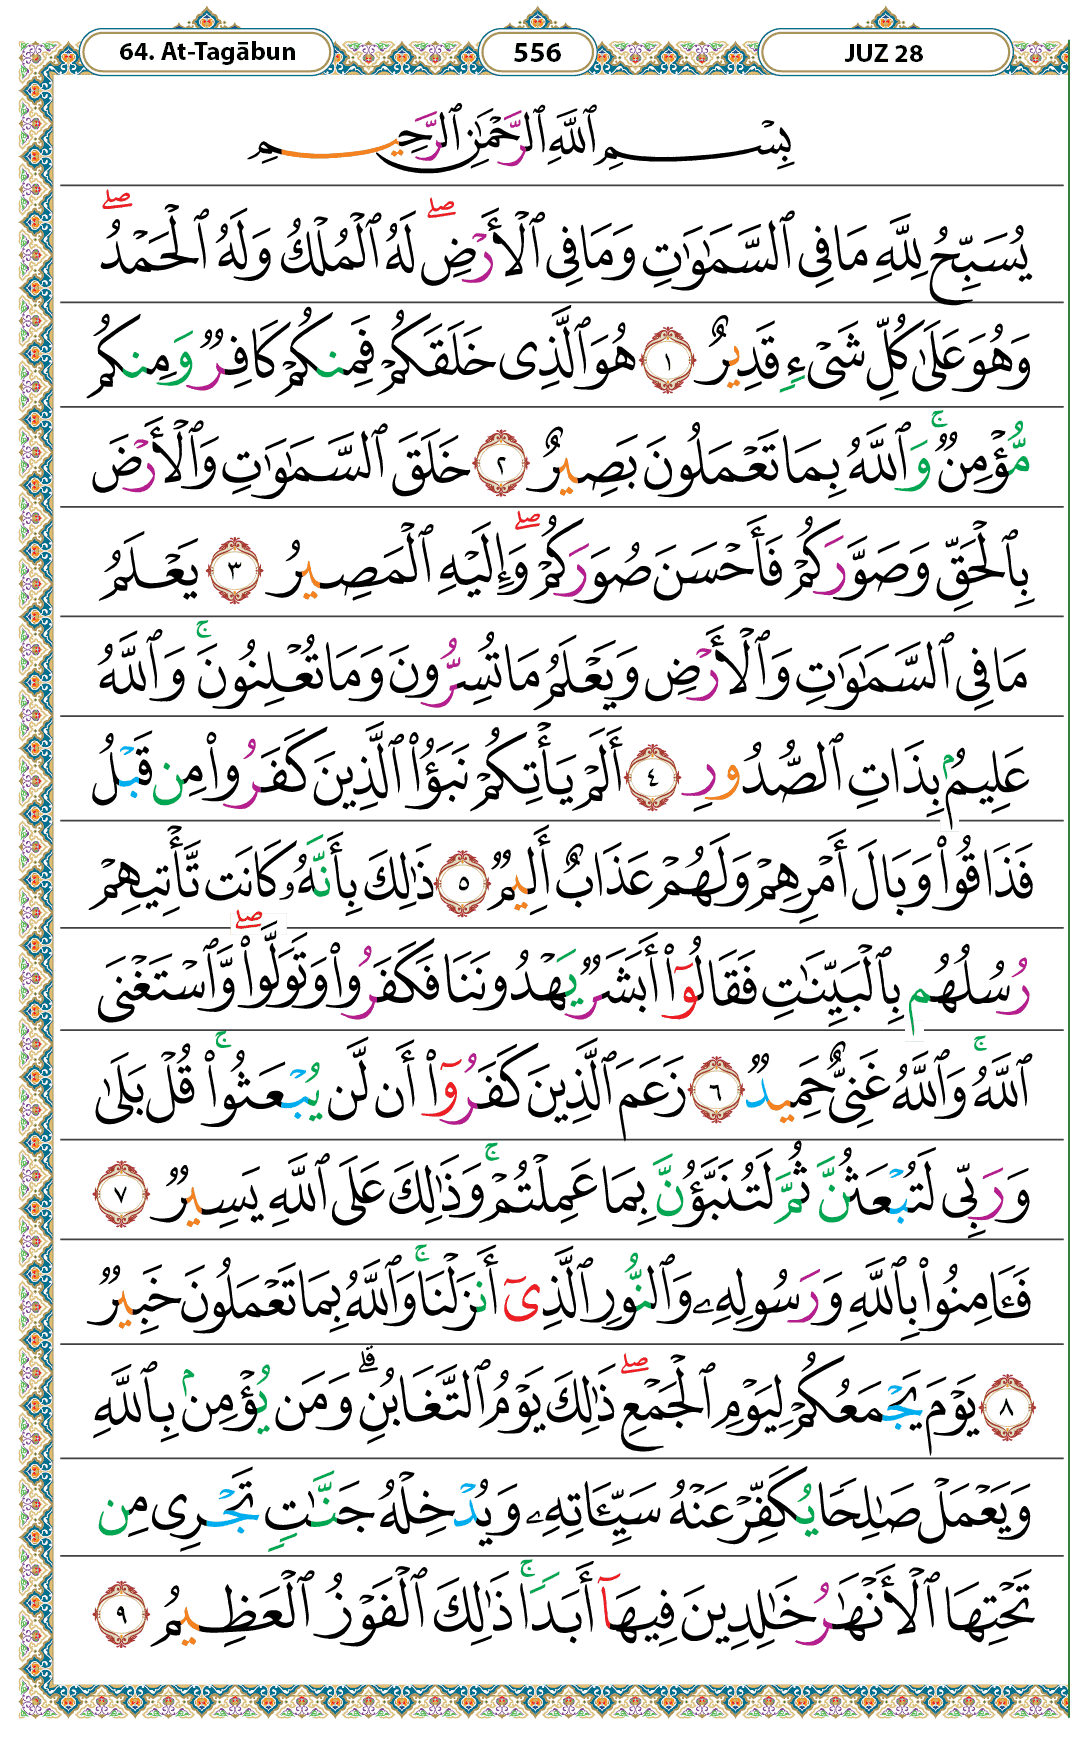 64. At-Tagābun 556 JUZ 28
بِسْمِ ٱللَّهِ ٱلرَّحْمَٰنِ ٱلرَّحِيمِ
يُسَبِّحُ لِلَّهِ مَا فِي ٱلسَّمَٰوَٰتِ وَمَا فِي ٱلْأَرْضِۖ لَهُ ٱلْمُلْكُ وَلَهُ ٱلْحَمْدُۖ
وَهُوَ عَلَىٰ كُلِّ شَىْءٍ قَدِيرٌ ١ هُوَ ٱلَّذِى خَلَقَكُمْ فَمِنكُمْ كَافِرٌ وَمِنكُم
مُّؤْمِنٌۚ وَٱللَّهُ بِمَا تَعْمَلُونَ بَصِيرٌ ٢ خَلَقَ ٱلسَّمَٰوَٰتِ وَٱلْأَرْضَ
بِٱلْحَقِّ وَصَوَّرَكُمْ فَأَحْسَنَ صُوَرَكُمْۖ وَإِلَيْهِ ٱلْمَصِيرُ ٣ يَعْلَمُ
مَا فِي ٱلسَّمَٰوَٰتِ وَٱلْأَرْضِ وَيَعْلَمُ مَا تُسِرُّونَ وَمَا تُعْلِنُونَۚ وَٱللَّهُ
عَلِيمُۢ بِذَاتِ ٱلصُّدُورِ ٤ أَلَمْ يَأْتِكُمْ نَبَؤُا۟ ٱلَّذِينَ كَفَرُوا۟ مِن قَبْلُ
فَذَاقُوا۟ وَبَالَ أَمْرِهِمْ وَلَهُمْ عَذَابٌ أَلِيمٌ ٥ ذَٰلِكَ بِأَنَّهُۥ كَانَت تَّأْتِيهِمْ
رُسُلُهُم بِٱلْبَيِّنَٰتِ فَقَالُوٓا۟ أَبَشَرٌ يَهْدُونَنَا فَكَفَرُوا۟ وَتَوَلَّوا۟ۖ وَّٱسْتَغْنَى
ٱللَّهُۚ وَٱللَّهُ غَنِىٌّ حَمِيدٌ ٦ زَعَمَ ٱلَّذِينَ كَفَرُوٓا۟ أَن لَّن يُبْعَثُوا۟ۚ قُلْ بَلَىٰ
وَرَبِّى لَتُبْعَثُنَّ ثُمَّ لَتُنَبَّؤُنَّ بِمَا عَمِلْتُمْۚ وَذَٰلِكَ عَلَى ٱللَّهِ يَسِيرٌ ٧
فَـَٔامِنُوا۟ بِٱللَّهِ وَرَسُولِهِۦ وَٱلنُّورِ ٱلَّذِىٓ أَنزَلْنَاۚ وَٱللَّهُ بِمَا تَعْمَلُونَ خَبِيرٌ
٨ يَوْمَ يَجْمَعُكُمْ لِيَوْمِ ٱلْجَمْعِۖ ذَٰلِكَ يَوْمُ ٱلتَّغَابُنِۗ وَمَن يُؤْمِنۢ بِٱللَّهِ
وَيَعْمَلْ صَٰلِحًا يُكَفِّرْ عَنْهُ سَيِّـَٔاتِهِۦ وَيُدْخِلْهُ جَنَّٰتٍ تَجْرِى مِن
تَحْتِهَا ٱلْأَنْهَٰرُ خَٰلِدِينَ فِيهَآ أَبَدًاۚ ذَٰلِكَ ٱلْفَوْزُ ٱلْعَظِيمُ ٩